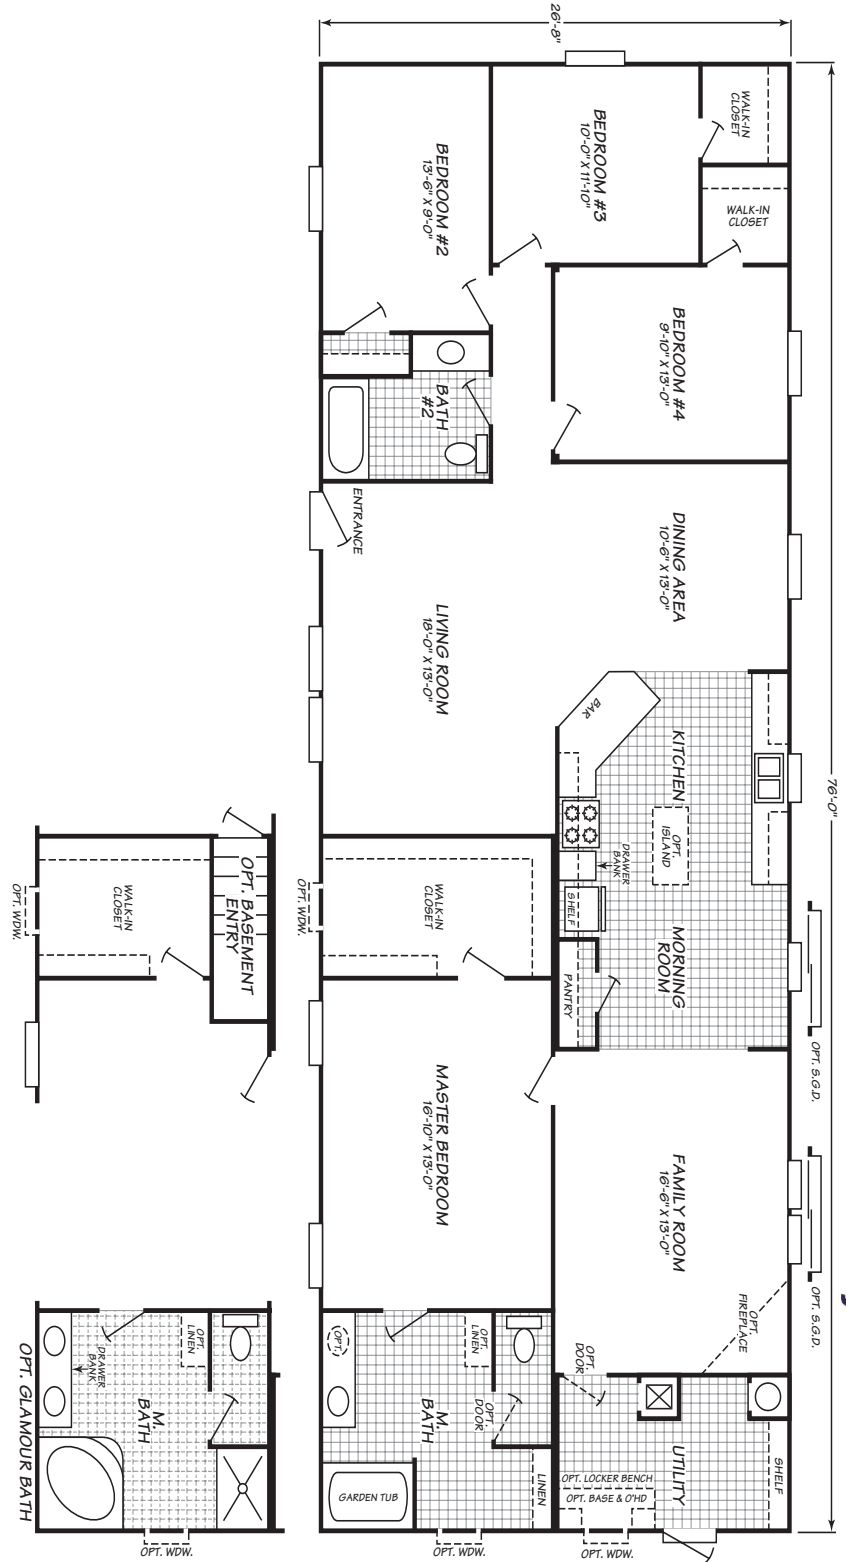 26'-8"
76'-0"
WALK-IN
CLOSET
WALK-IN
CLOSET
BEDROOM #3
10'-0" X 11'-10"
BEDROOM #2
13'-6" X 9'-0"
BEDROOM #4
9'-10" X 13'-0"
BATH
#2
ENTRANCE
DINING AREA
10'-6" X 13'-0"
LIVING ROOM
18'-0" X 13'-0"
BAR
KITCHEN
OPT.
ISLAND
DRAWER
BANK
SHELF
MORNING
ROOM
PANTRY
OPT. S.G.D.
WALK-IN
CLOSET
OPT. WDW.
MASTER BEDROOM
16'-10" X 13'-0"
FAMILY ROOM
16'-6" X 13'-0"
OPT. S.G.D.
OPT.
FIREPLACE
OPT.
DOOR
OPT.
LINEN
OPT.
OPT.
DOOR
M.
BATH
LINEN
GARDEN TUB
OPT. WDW.
UTILITY
SHELF
OPT. LOCKER BENCH
OPT. BASE & O'HD
OPT. WDW.
OPT. BASEMENT
ENTRY
WALK-IN
CLOSET
OPT. WDW.
OPT.
LINEN
DRAWER
BANK
M.
BATH
OPT. GLAMOUR BATH
OPT. WDW.